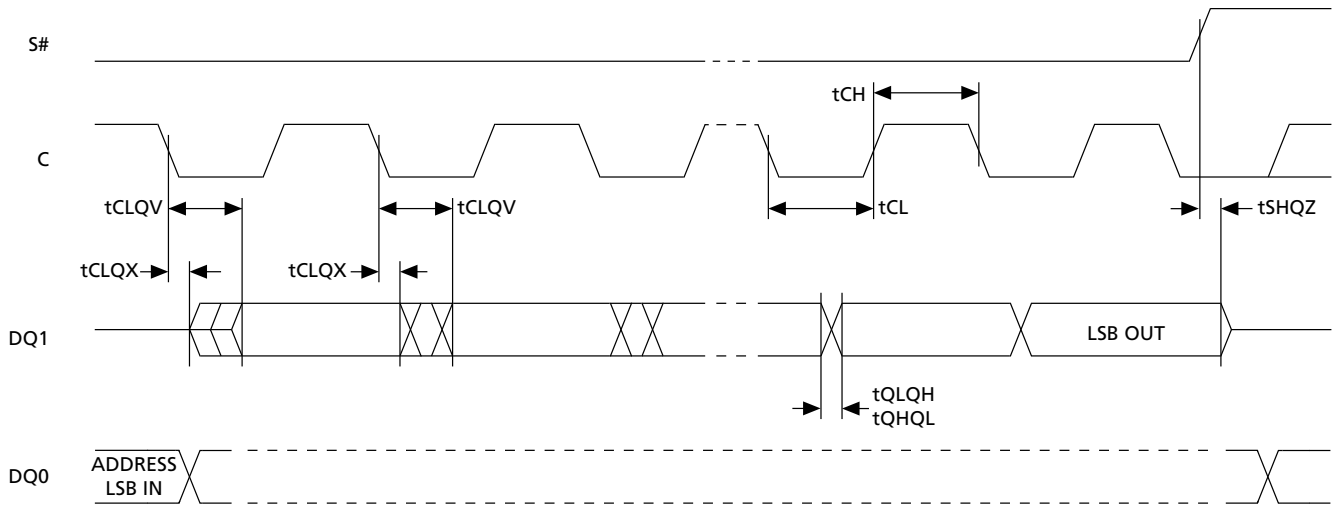 S#
tCH
C
tCLQV
tCLQV
tCL
tSHQZ
tCLQX
tCLQX
DQ1
LSB OUT
tQLQH
tQHQL
DQ0
ADDRESS
LSB IN